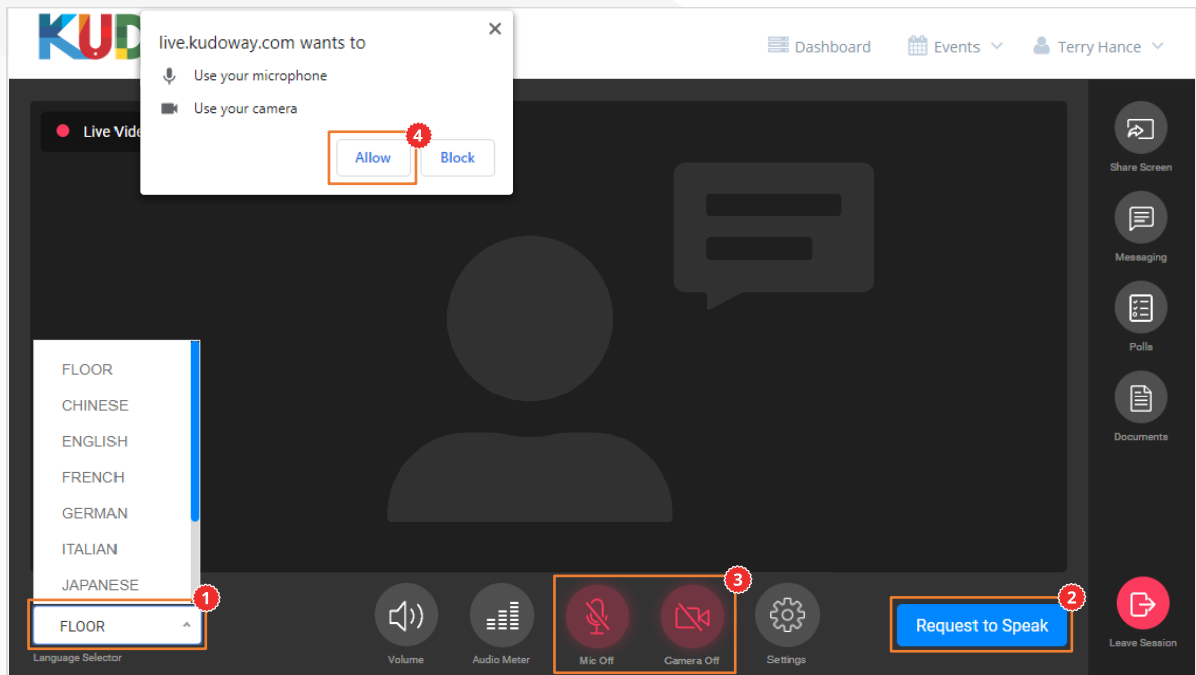 KUD
live.kudoway.com wants to
Use your microphone
Use your camera
Allow
Block
4
Dashboard
Events
Terry Hance
Live Vide
Share Screen
Messaging
Polls
Documents
FLOOR
CHINESE
ENGLISH
FRENCH
GERMAN
ITALIAN
JAPANESE
1
FLOOR
Language Selector
Volume
Audio Meter
3
Mic Off
Camera Off
Settings
2
Request to Speak
Leave Session